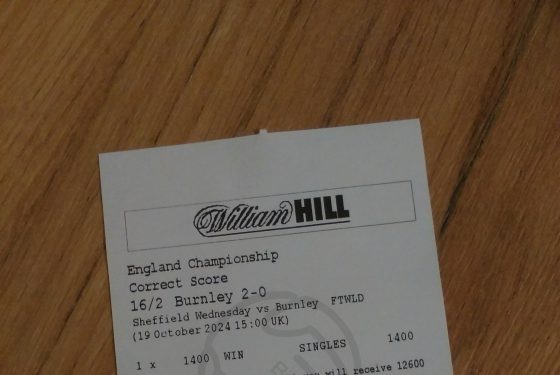 William HILL
England Championship
Correct Score
16/2 Burnley 2-0
Sheffield Wednesday vs Burnley FTWLD
(19 October 2024 15:00 UK)
1 x 1400 WIN SINGLES 1400
you will receive 12600